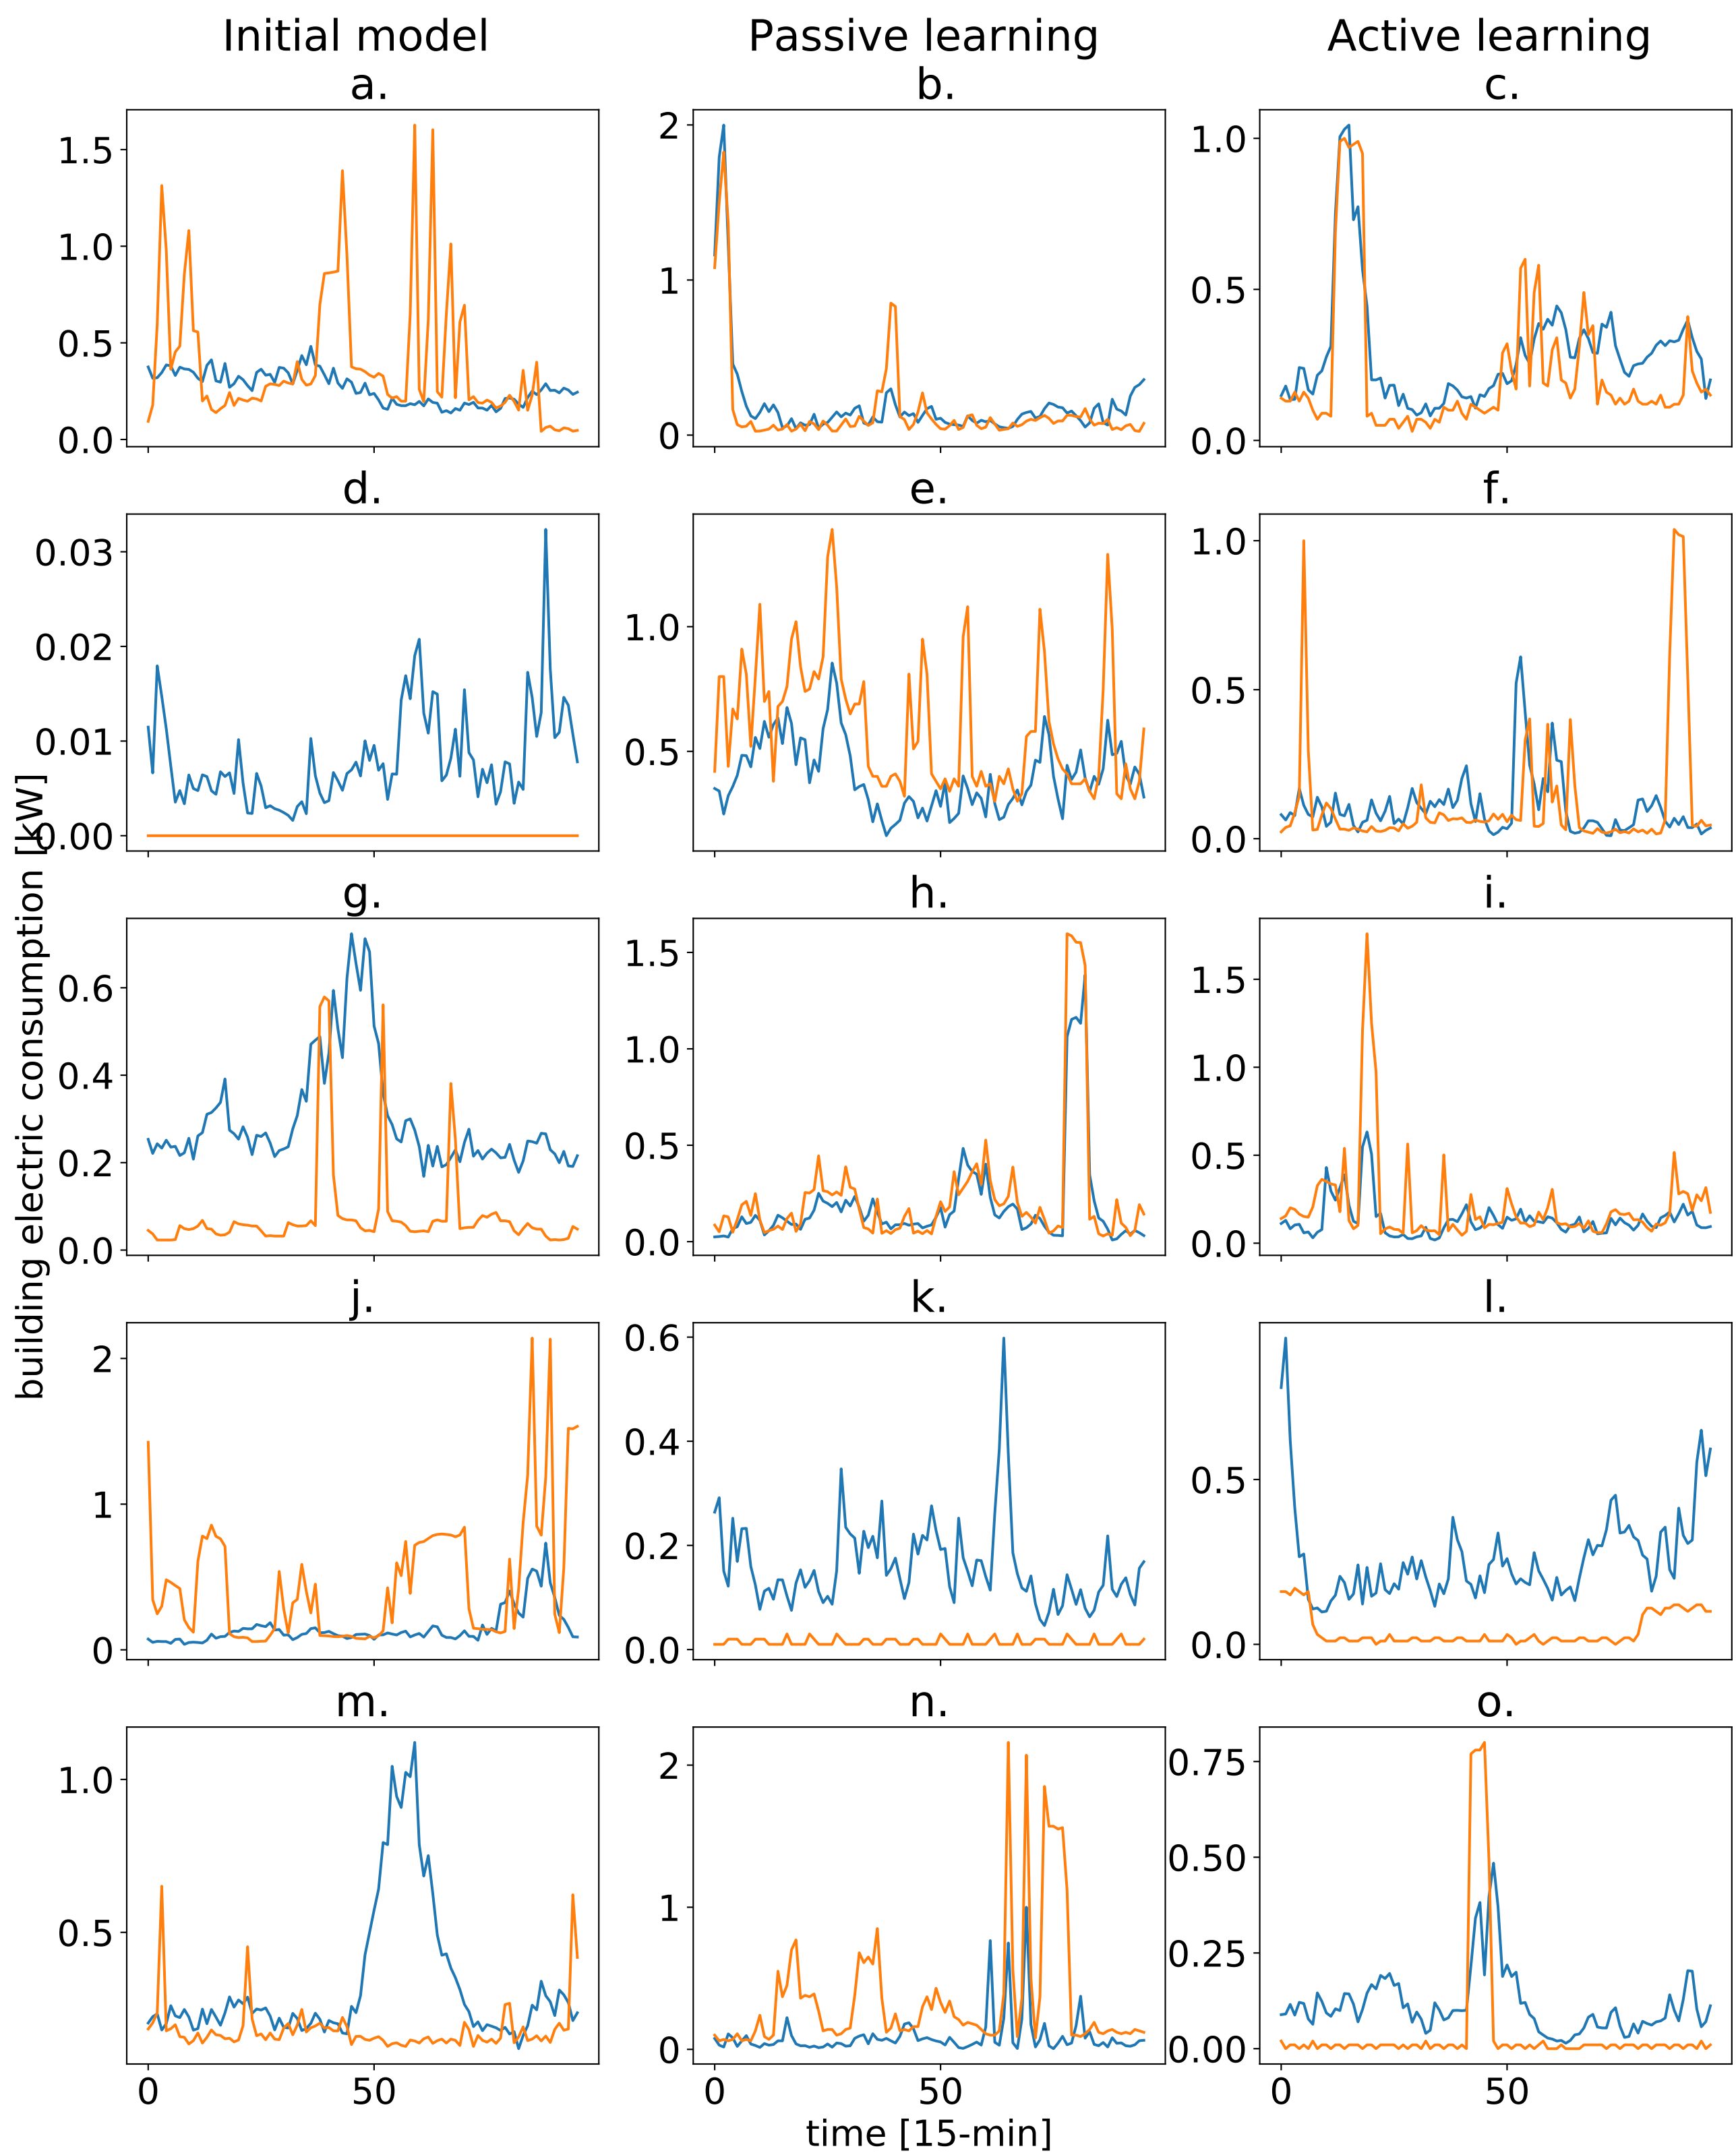 Initial model Passive learning Active learning
a. b. c.
1.5 2 1.0
1.0 1 0.5
0.5 0 0.0
0.0
d. e. f.
0.03 1.0 1.0
0.02 0.5 0.5
0.01 0.0
0.00
building electric consumption [kW]
g. h. i.
0.6 1.5 1.5
0.4 1.0 1.0
0.2 0.5 0.5
0.0 0.0 0.0
j. k. l.
2 0.6 0.5
1 0.4 0.0
0 0.2
0.0
m. n. o.
1.0 2 0.75
0.5 1 0.50
0 0.25
0.00
0 50 0 50 0 50
time [15-min]